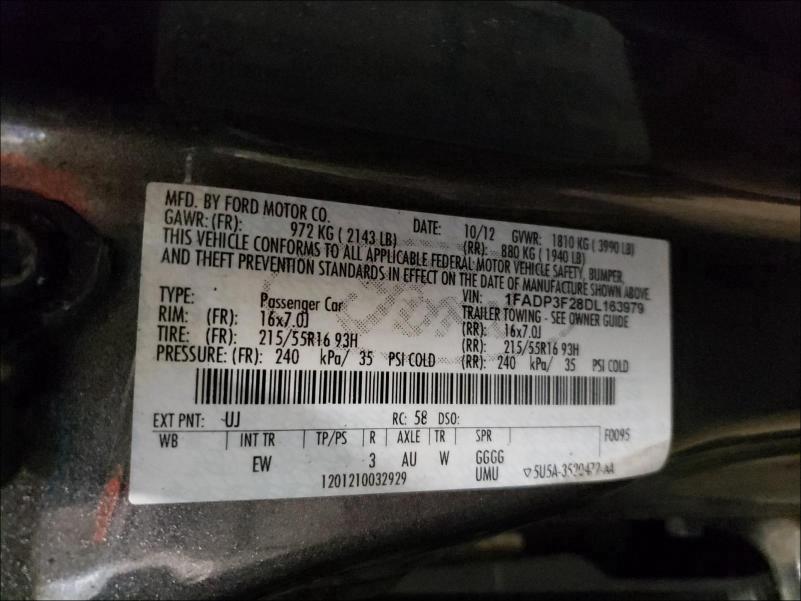 MFD. BY FORD MOTOR CO. DATE: 10/12 GVWR: 1810 KG ( 3990 LB)
GAWR: (FR): 972 KG ( 2143 LB) (RR): 880 KG ( 1940 LB)
THIS VEHICLE CONFORMS TO ALL APPLICABLE FEDERAL MOTOR VEHICLE SAFETY, BUMPER,
AND THEFT PREVENTION STANDARDS IN EFFECT ON THE DATE OF MANUFACTURE SHOWN ABOVE.
VIN: 1FADP3F28DL163979
TYPE: Passenger Car TRAILER TOWING - SEE OWNER GUIDE
RIM: (FR): 16x7.0J (RR): 16x7.0J
TIRE: (FR): 215/55R16 93H (RR): 215/55R16 93H
PRESSURE: (FR): 240 kPa/ 35 PSI COLD (RR): 240 kPa/ 35 PSI COLD
EXT PNT: UJ RC: 58 DSO: F0095
WB INT TR TP/PS R AXLE TR SPR
EW 3 AU W GGGG
UMU
1201210032929